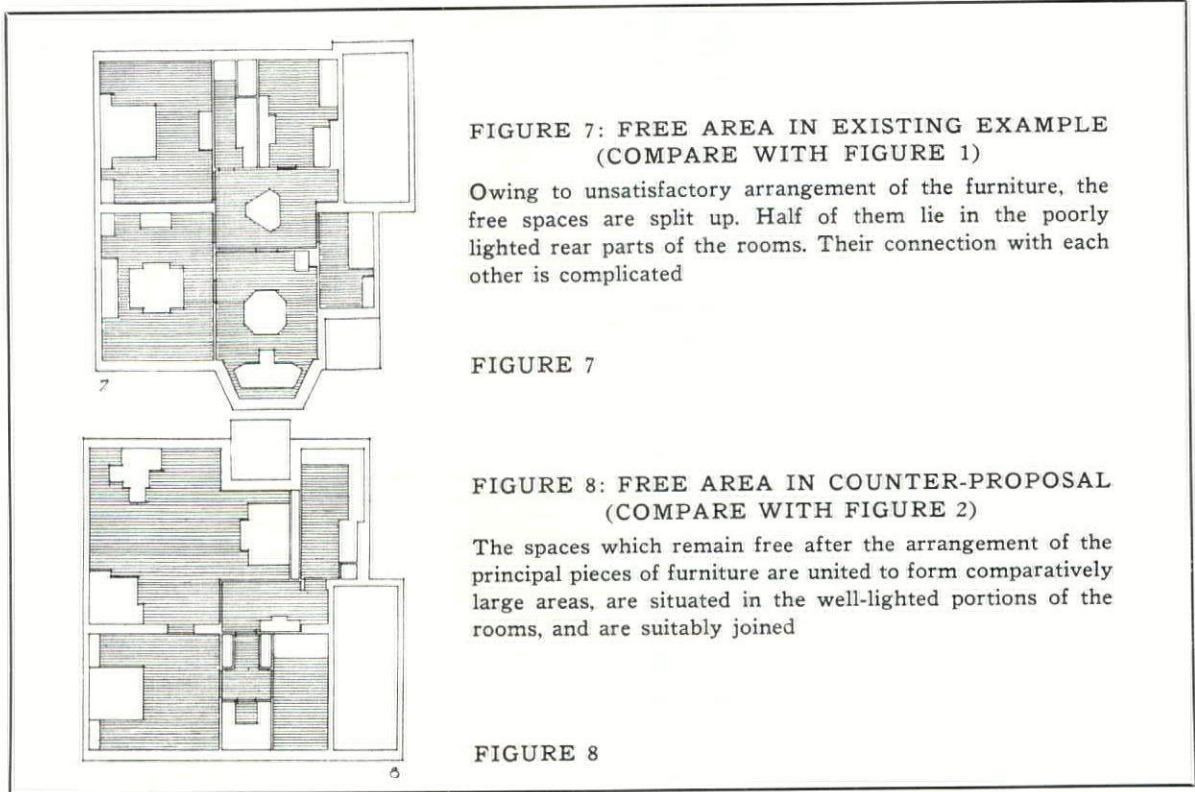 FIGURE 7: FREE AREA IN EXISTING EXAMPLE
(COMPARE WITH FIGURE 1)
Owing to unsatisfactory arrangement of the furniture, the
free spaces are split up. Half of them lie in the poorly
lighted rear parts of the rooms. Their connection with each
other is complicated
7
FIGURE 7
FIGURE 8: FREE AREA IN COUNTER-PROPOSAL
(COMPARE WITH FIGURE 2)
The spaces which remain free after the arrangement of the
principal pieces of furniture are united to form comparatively
large areas, are situated in the well-lighted portions of the
rooms, and are suitably joined
FIGURE 8
8